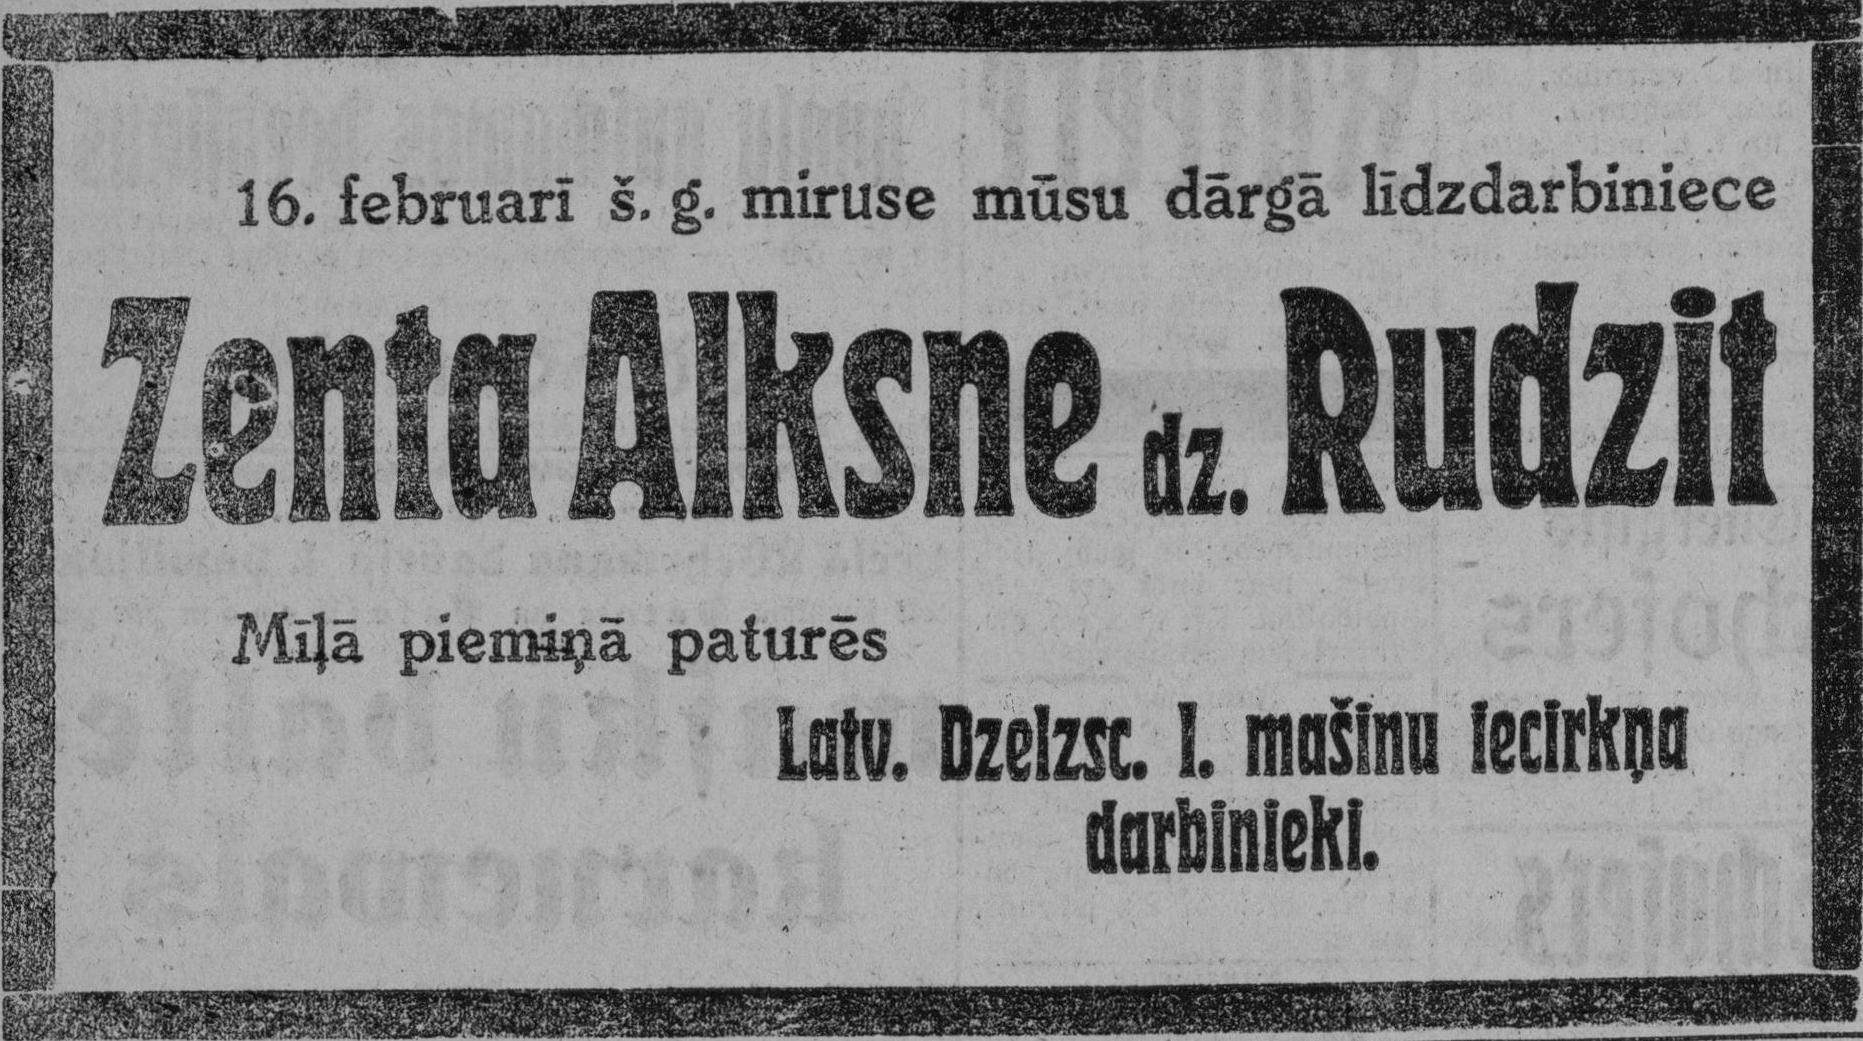 16. februarī š. g. miruse mūsu dārgā līdzdarbiniece
Zenta Alksne dz. Rudzit
Mīļā piemiņā paturēs
Latv. Dzelzsc. I. mašinu iecirkņa
darbinieki.